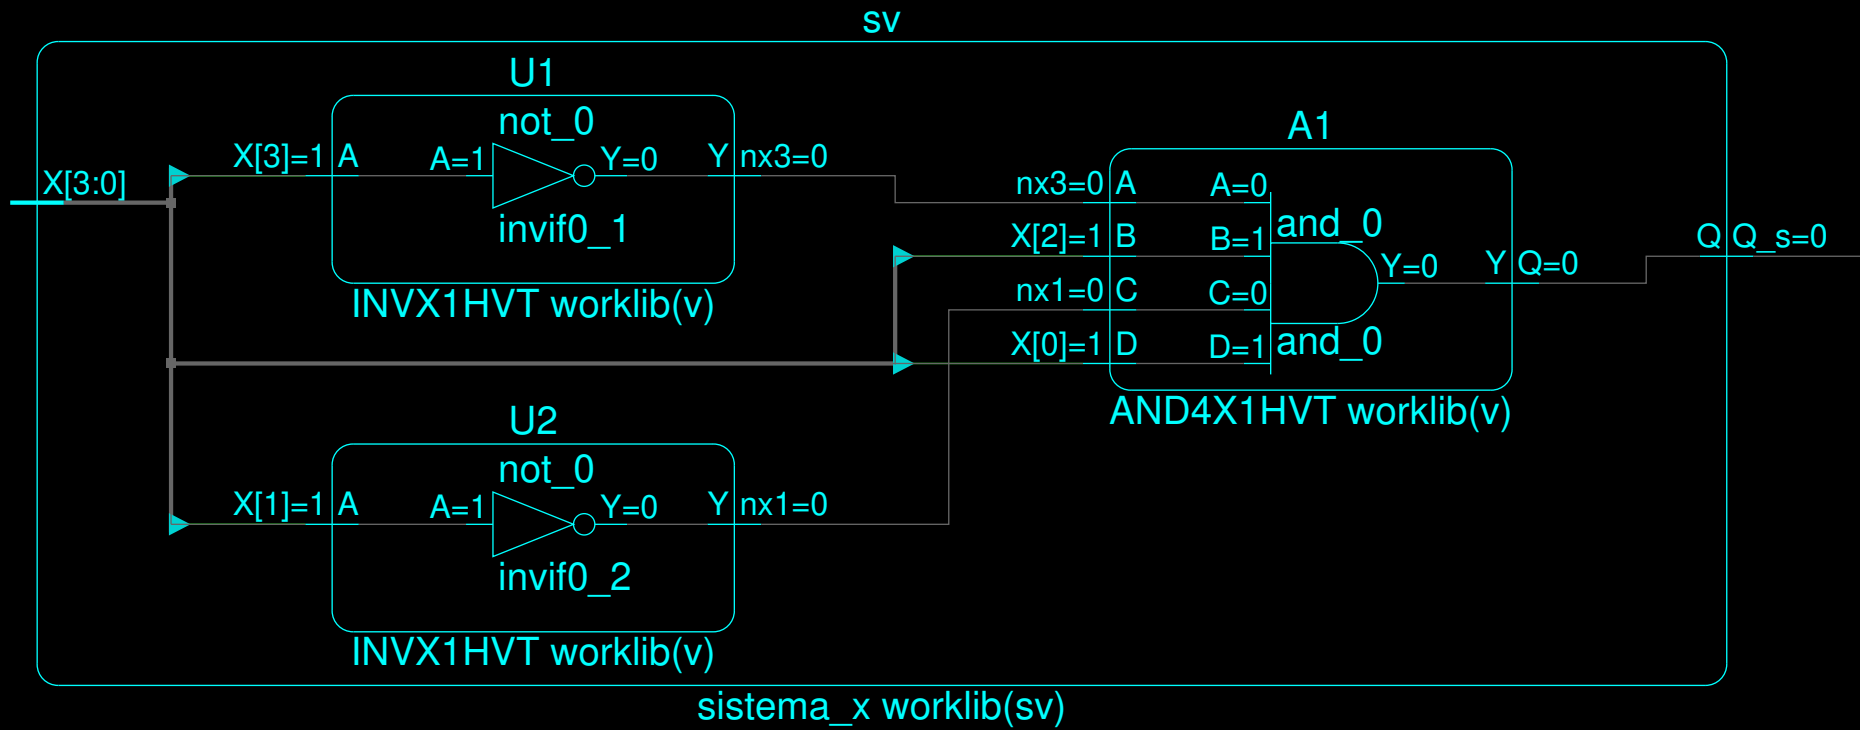 sv
U1
not_0
X[3]=1 A A=1 Y=0 Y nx3=0
X[3:0]
invif0_1
INVX1HVT worklib(v)
A1
nx3=0 A A=0
and_0
X[2]=1 B B=1
Y=0 Y Q=0
Q Q_s=0
nx1=0 C C=0
X[0]=1 D D=1
and_0
AND4X1HVT worklib(v)
U2
not_0
X[1]=1 A A=1 Y=0 Y nx1=0
invif0_2
INVX1HVT worklib(v)
sistema_x worklib(sv)